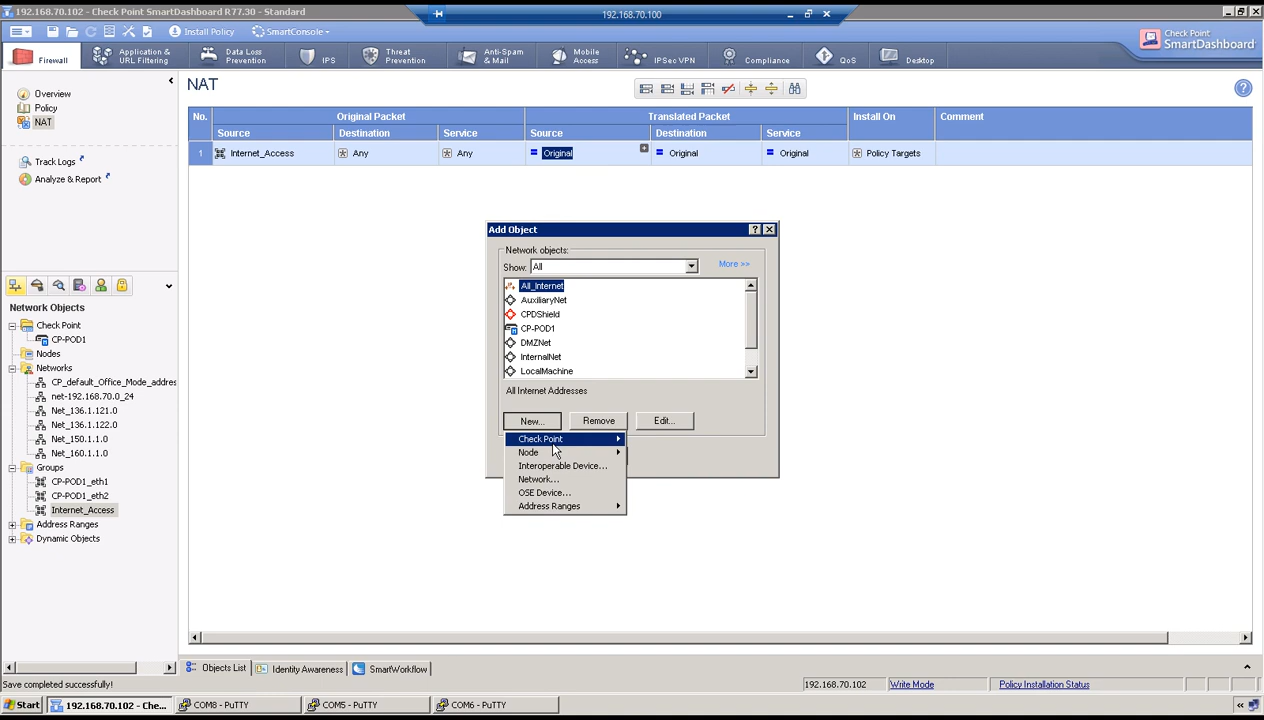 192.168.70.102 - Check Point SmartDashboard R77.30 - Standard
192.168.70.100
Install Policy
SmartConsole
Check Point
SmartDashboard
Firewall
Application &
URL Filtering
Data Loss
Prevention
IPS
Threat
Prevention
Anti-Spam
& Mail
Mobile
Access
IPSec VPN
Compliance
QoS
Desktop
Overview
Policy
NAT
Track Logs
Analyze & Report
NAT
No.
Original Packet
Translated Packet
Install On
Comment
Source
Destination
Service
Source
Destination
Service
1
Internet_Access
Any
Any
Original
Original
Original
Policy Targets
Network Objects
Check Point
CP-POD1
Nodes
Networks
CP_default_Office_Mode_addres
net-192.168.70.0_24
Net_136.1.121.0
Net_136.1.122.0
Net_150.1.1.0
Net_160.1.1.0
Groups
CP-POD1_eth1
CP-POD1_eth2
Internet_Access
Address Ranges
Dynamic Objects
Add Object
Network objects:
Show:
All
More >>
All_Internet
AuxiliaryNet
CPDShield
CP-POD1
DMZNet
InternalNet
LocalMachine
All Internet Addresses
New...
Remove
Edit...
Check Point
Node
Interoperable Device...
Network...
OSE Device...
Address Ranges
Objects List
Identity Awareness
SmartWorkflow
Save completed successfully!
192.168.70.102
Write Mode
Policy Installation Status
Start
192.168.70.102 - Che...
COM8 - PuTTY
COM5 - PuTTY
COM6 - PuTTY